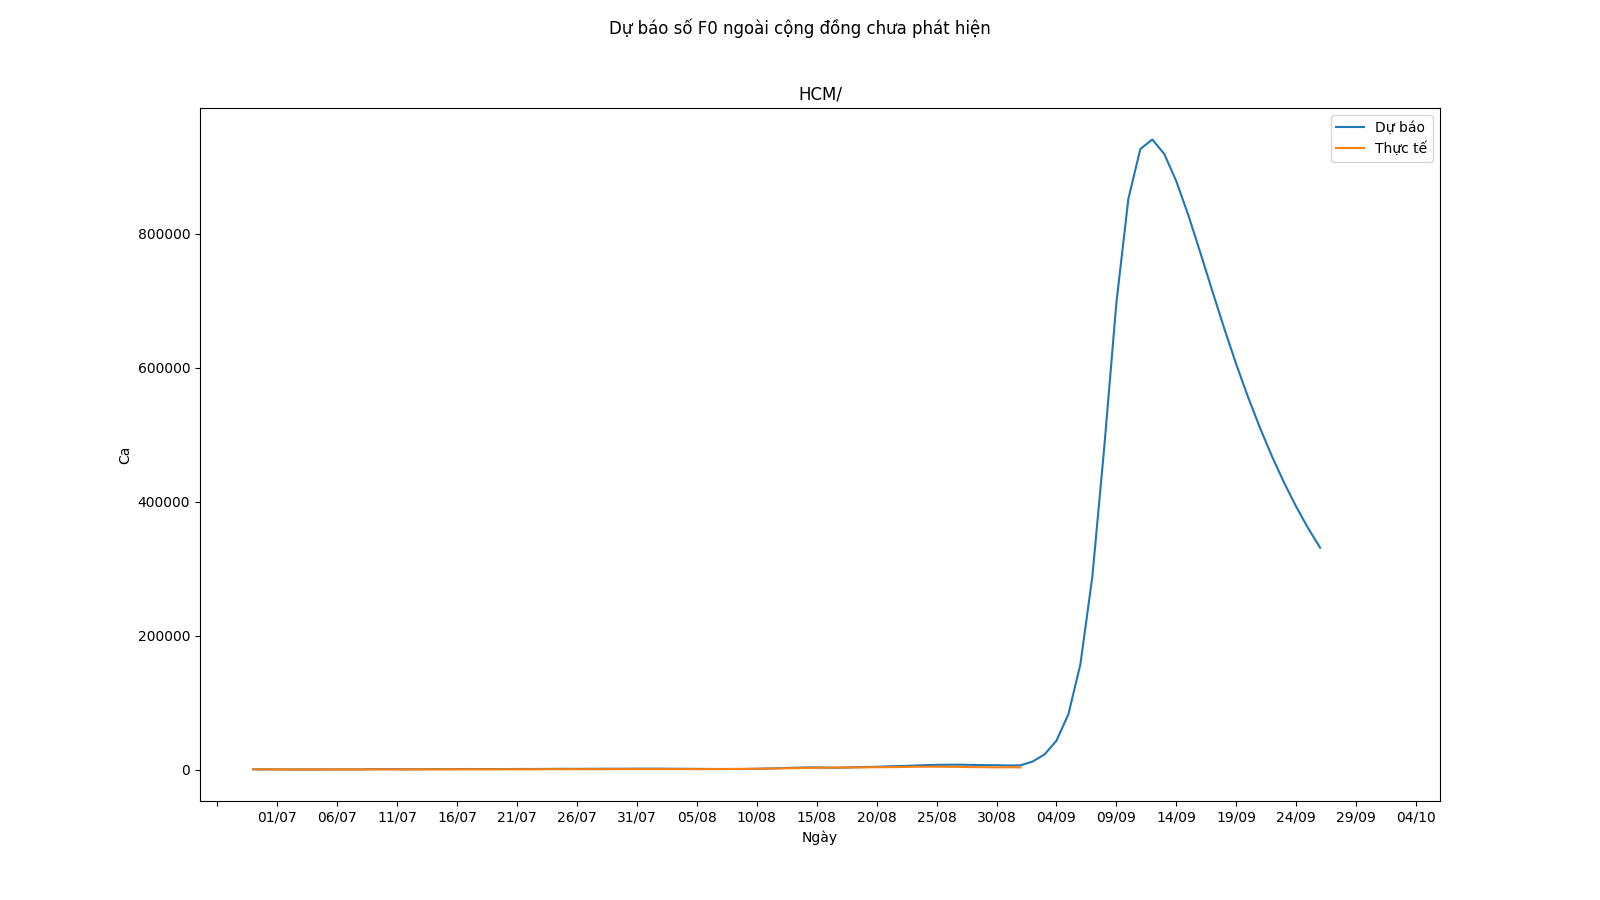 Dự báo số F0 ngoài cộng đồng chưa phát hiện
HCM/
Dự báo
Thực tế
800000
600000
400000
200000
0
Ca
01/07 06/07 11/07 16/07 21/07 26/07 31/07 05/08 10/08 15/08 20/08 25/08 30/08 04/09 09/09 14/09 19/09 24/09 29/09 04/10
Ngày